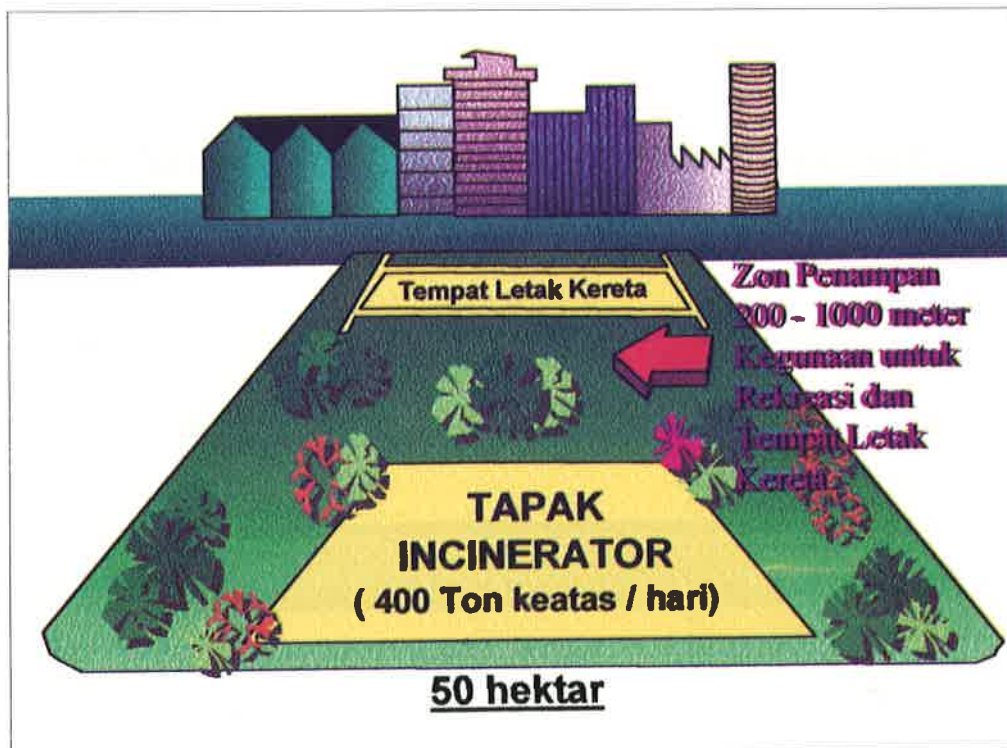 Tempat Letak Kereta
Zon Penampan
200 - 1000 meter
Kegunaan untuk
Rekreasi dan
Tempat Letak
Kereta.
TAPAK
INCINERATOR
( 400 Ton keatas / hari)
50 hektar